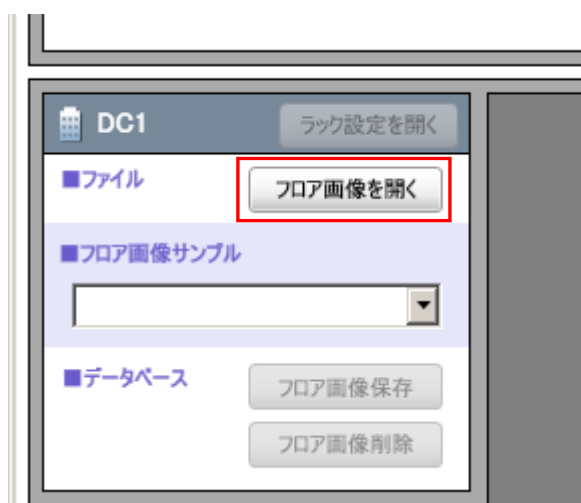 DC1
ラック設定を開く
■ファイル
フロア画像を開く
■フロア画像サンプル
■データベース
フロア画像保存
フロア画像削除